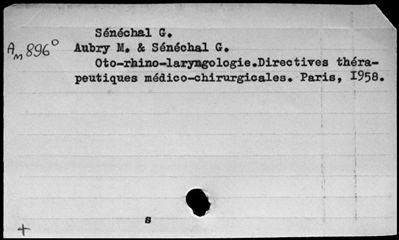 Sénéchal G.
Am 896°
Aubry M. & Sénéchal G.
Oto-rhino-laryngologie.Directives théra-
peutiques médico-chirurgicales. Paris, 1958.
s
+